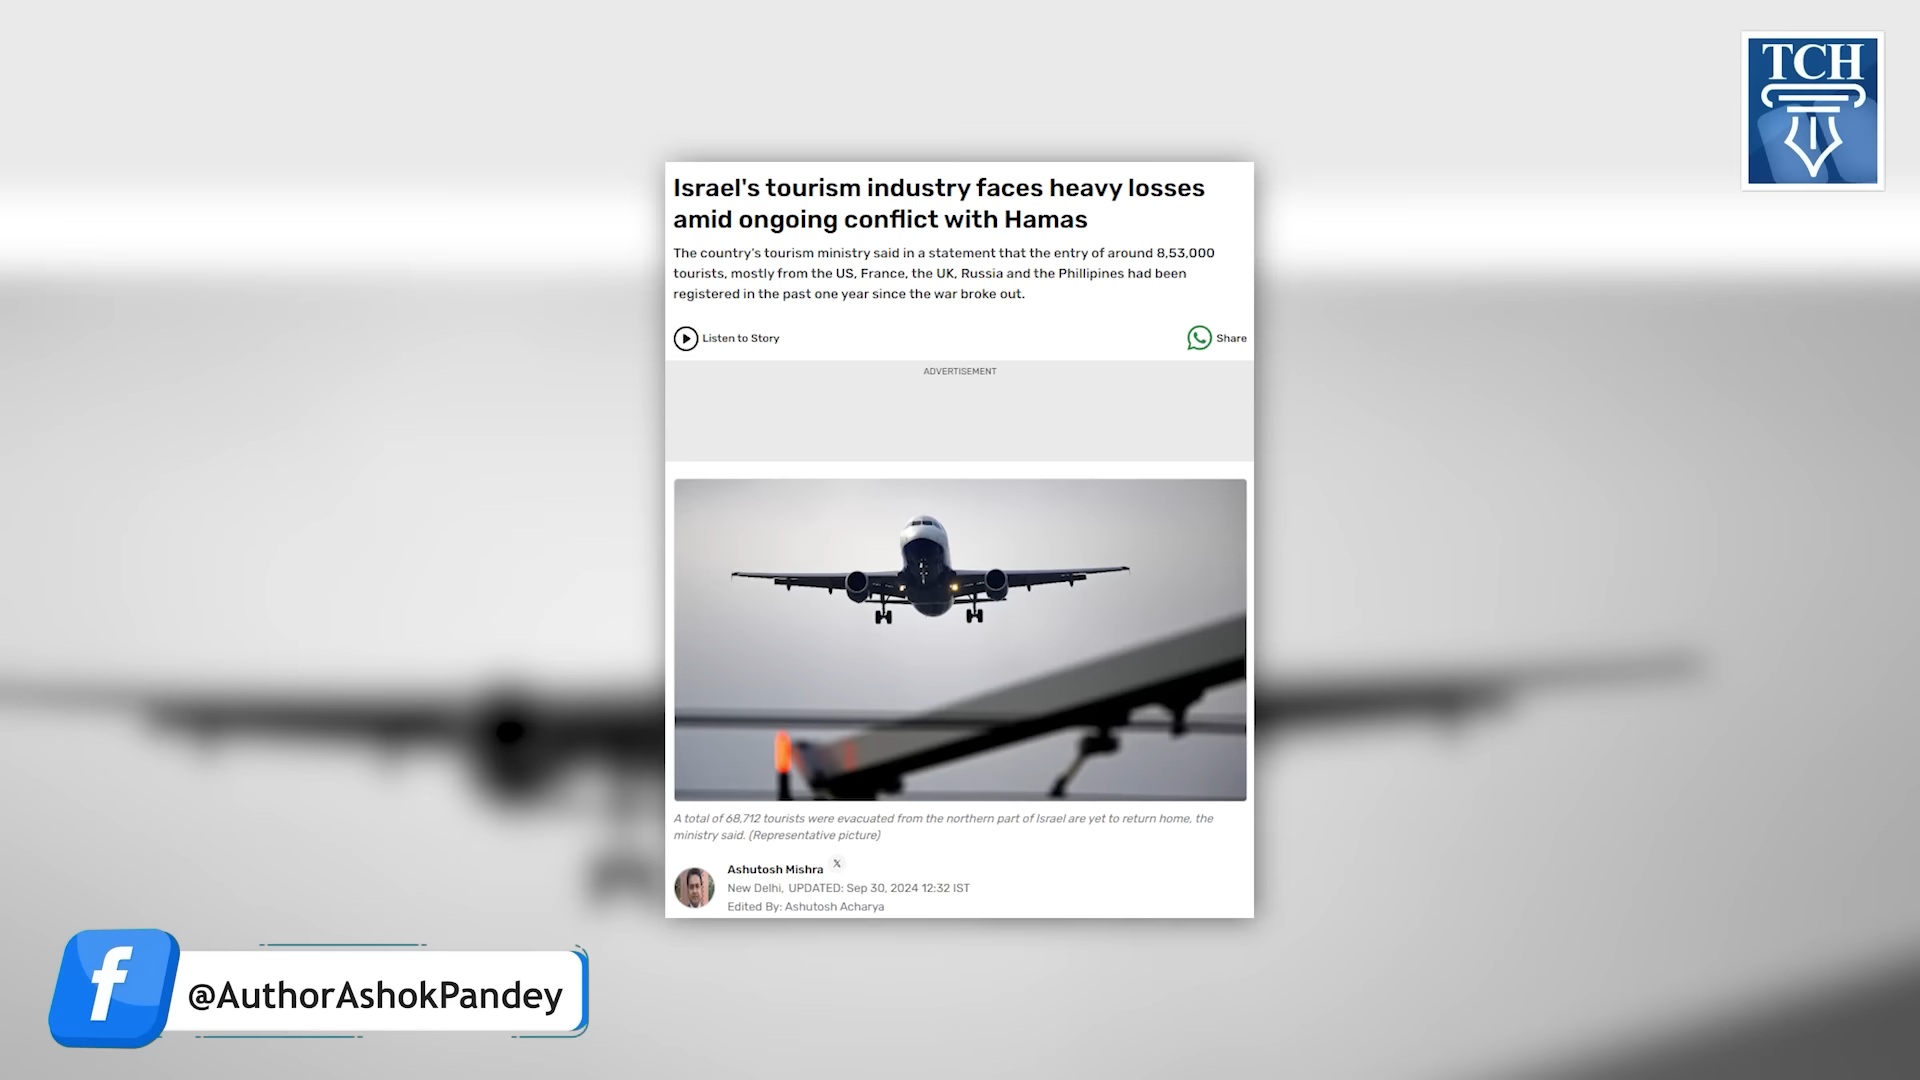 TCH
Israel's tourism industry faces heavy losses
amid ongoing conflict with Hamas
The country's tourism ministry said in a statement that the entry of around 8,53,000
tourists, mostly from the US, France, the UK, Russia and the Phillipines had been
registered in the past one year since the war broke out.
Listen to Story
Share
ADVERTISEMENT
A total of 68,712 tourists were evacuated from the northern part of Israel are yet to return home, the
ministry said. (Representative picture)
Ashutosh Mishra X
New Delhi, UPDATED: Sep 30, 2024 12:32 IST
Edited By: Ashutosh Acharya
f @AuthorAshokPandey